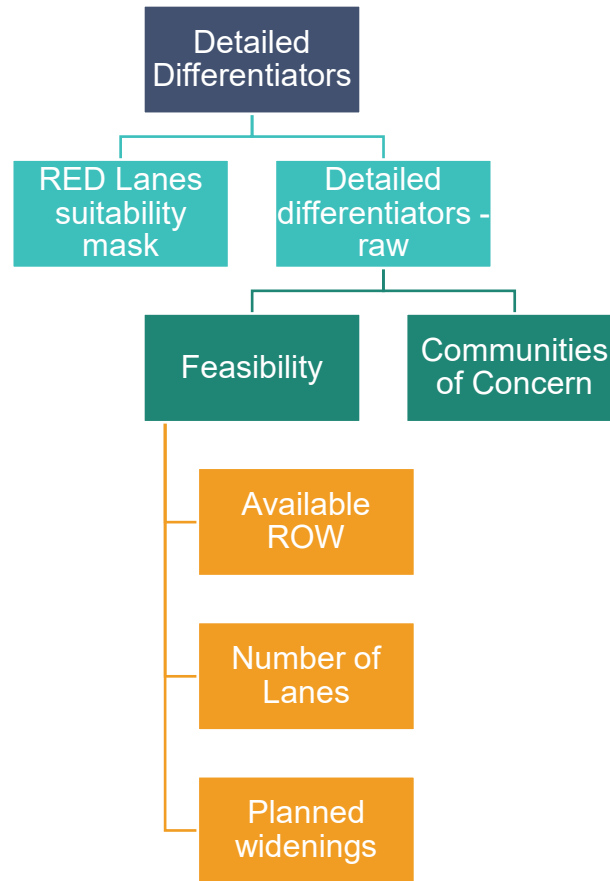 Detailed
Differentiators
RED Lanes
suitability
mask
Detailed
differentiators -
raw
Feasibility
Communities
of Concern
Available
ROW
Number of
Lanes
Planned
widenings